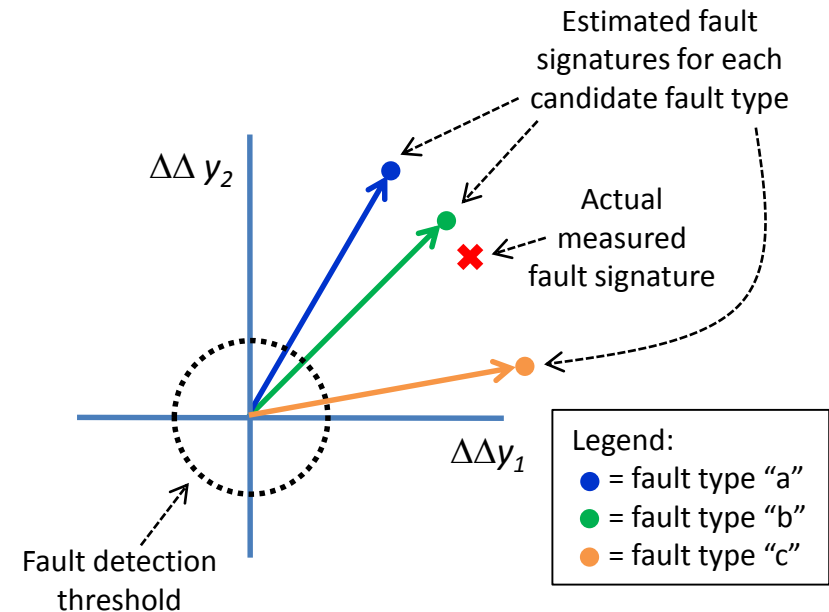 Estimated fault
signatures for each
candidate fault type
ΔΔ y2
Actual
measured
fault signature
ΔΔy1
Legend:
= fault type “a”
= fault type “b”
= fault type “c”
Fault detection
threshold